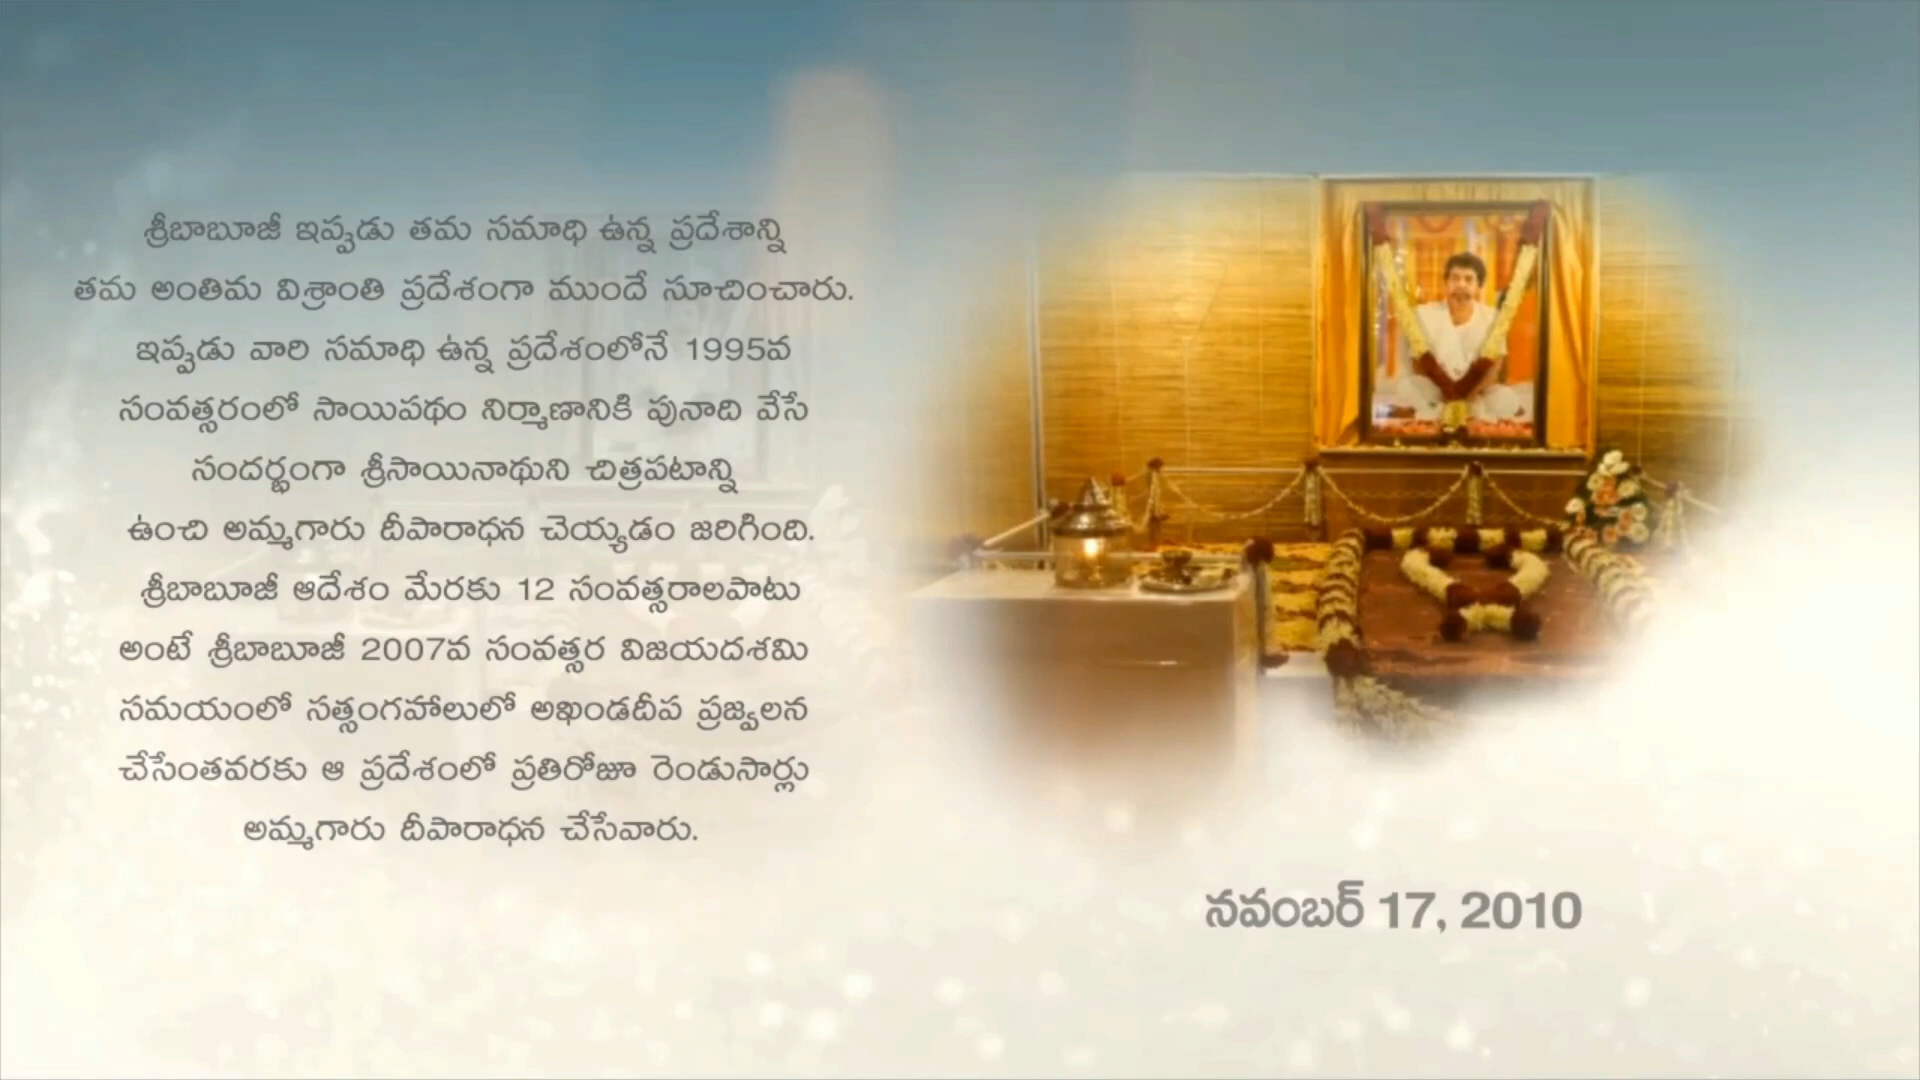 శ్రీబాబూజీ ఇప్పుడు తమ సమాధి ఉన్న ప్రదేశాన్ని
తమ అంతిమ విశ్రాంతి ప్రదేశంగా ముందే సూచించారు.
ఇప్పుడు వారి సమాధి ఉన్న ప్రదేశంలోనే 1995వ
సంవత్సరంలో సాయిపథం నిర్మాణానికి పునాది వేసే
సందర్భంగా శ్రీసాయినాథుని చిత్రపటాన్ని
ఉంచి అమ్మగారు దీపారాధన చెయ్యడం జరిగింది.
శ్రీబాబూజీ ఆదేశం మేరకు 12 సంవత్సరాలపాటు
అంటే శ్రీబాబూజీ 2007వ సంవత్సర విజయదశమి
సమయంలో సత్సంగహాలులో అఖండదీప ప్రజ్వలన
చేసేంతవరకు ఆ ప్రదేశంలో ప్రతిరోజూ రెండుసార్లు
అమ్మగారు దీపారాధన చేసేవారు.
నవంబర్ 17, 2010